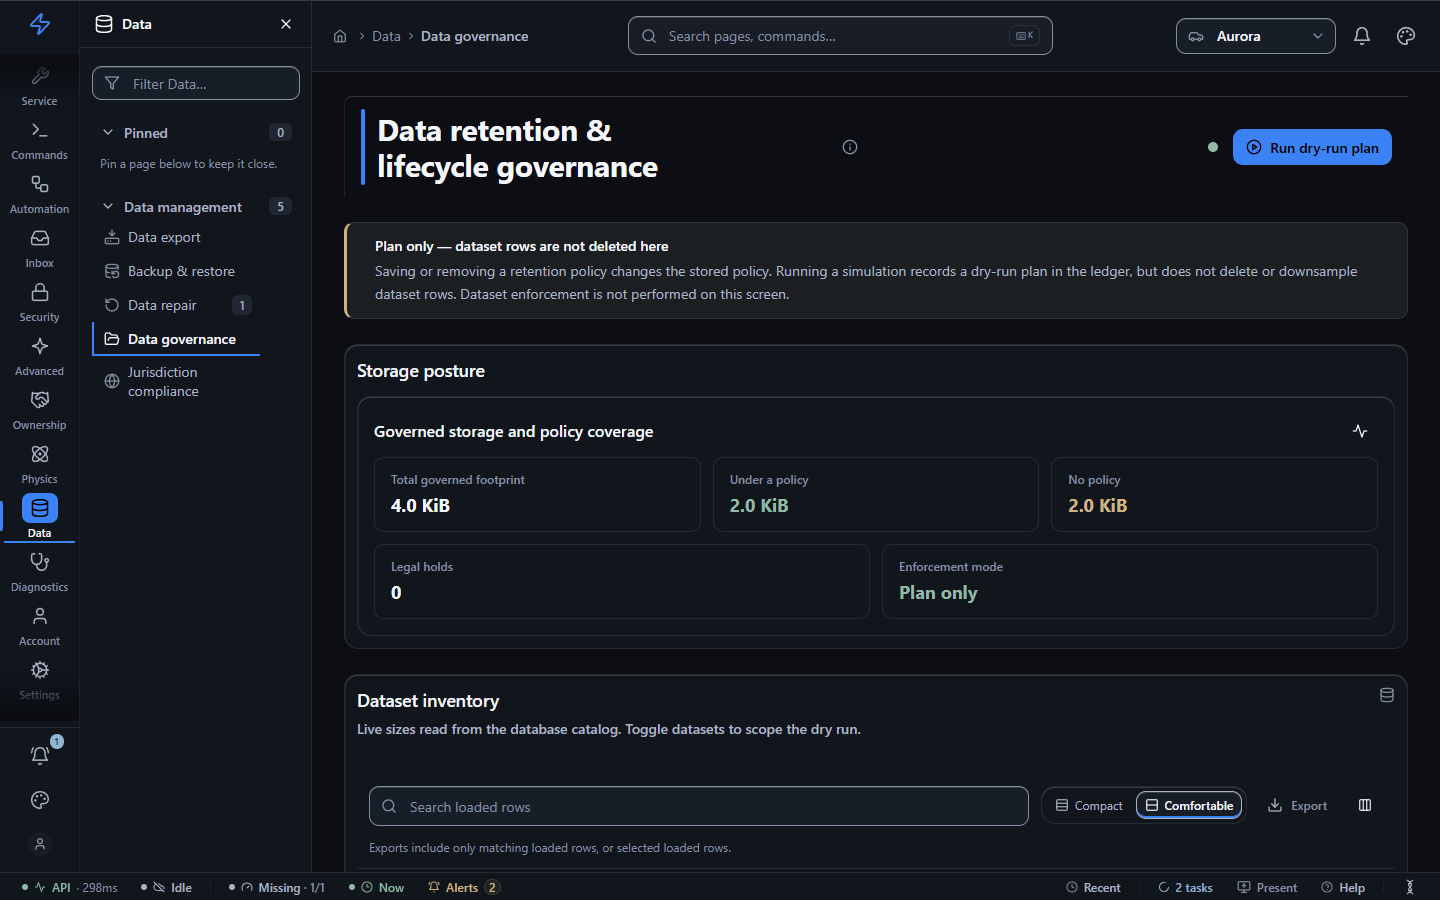 Data
Data
Data governance
Search pages, commands...
K
Aurora
Service
Commands
Automation
Inbox
Security
Advanced
Ownership
Physics
Data
Diagnostics
Account
Settings
1
Filter Data...
Pinned
0
Pin a page below to keep it close.
Data management
5
Data export
Backup & restore
Data repair
1
Data governance
Jurisdiction
compliance
Data retention &
lifecycle governance
Run dry-run plan
Plan only — dataset rows are not deleted here
Saving or removing a retention policy changes the stored policy. Running a simulation records a dry-run plan in the ledger, but does not delete or downsample
dataset rows. Dataset enforcement is not performed on this screen.
Storage posture
Governed storage and policy coverage
Total governed footprint
4.0 KiB
Under a policy
2.0 KiB
No policy
2.0 KiB
Legal holds
0
Enforcement mode
Plan only
Dataset inventory
Live sizes read from the database catalog. Toggle datasets to scope the dry run.
Search loaded rows
Compact
Comfortable
Export
Exports include only matching loaded rows, or selected loaded rows.
API · 298ms
Idle
Missing · 1/1
Now
Alerts 2
Recent
2 tasks
Present
Help